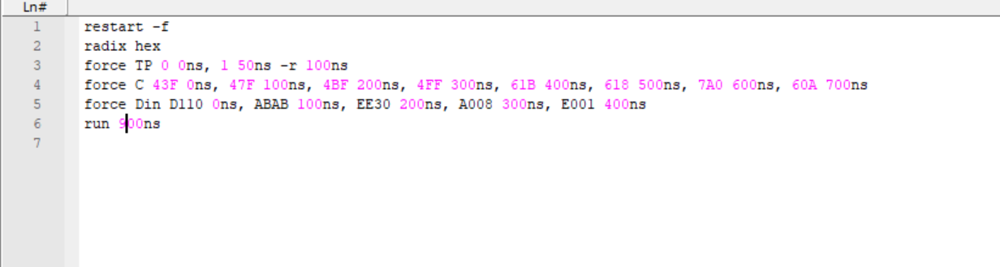 Ln#
1 restart -f
2 radix hex
3 force TP 0 0ns, 1 50ns -r 100ns
4 force C 43F 0ns, 47F 100ns, 4BF 200ns, 4FF 300ns, 61B 400ns, 618 500ns, 7A0 600ns, 60A 700ns
5 force Din D110 0ns, ABAB 100ns, EE30 200ns, A008 300ns, E001 400ns
6 run 900ns
7